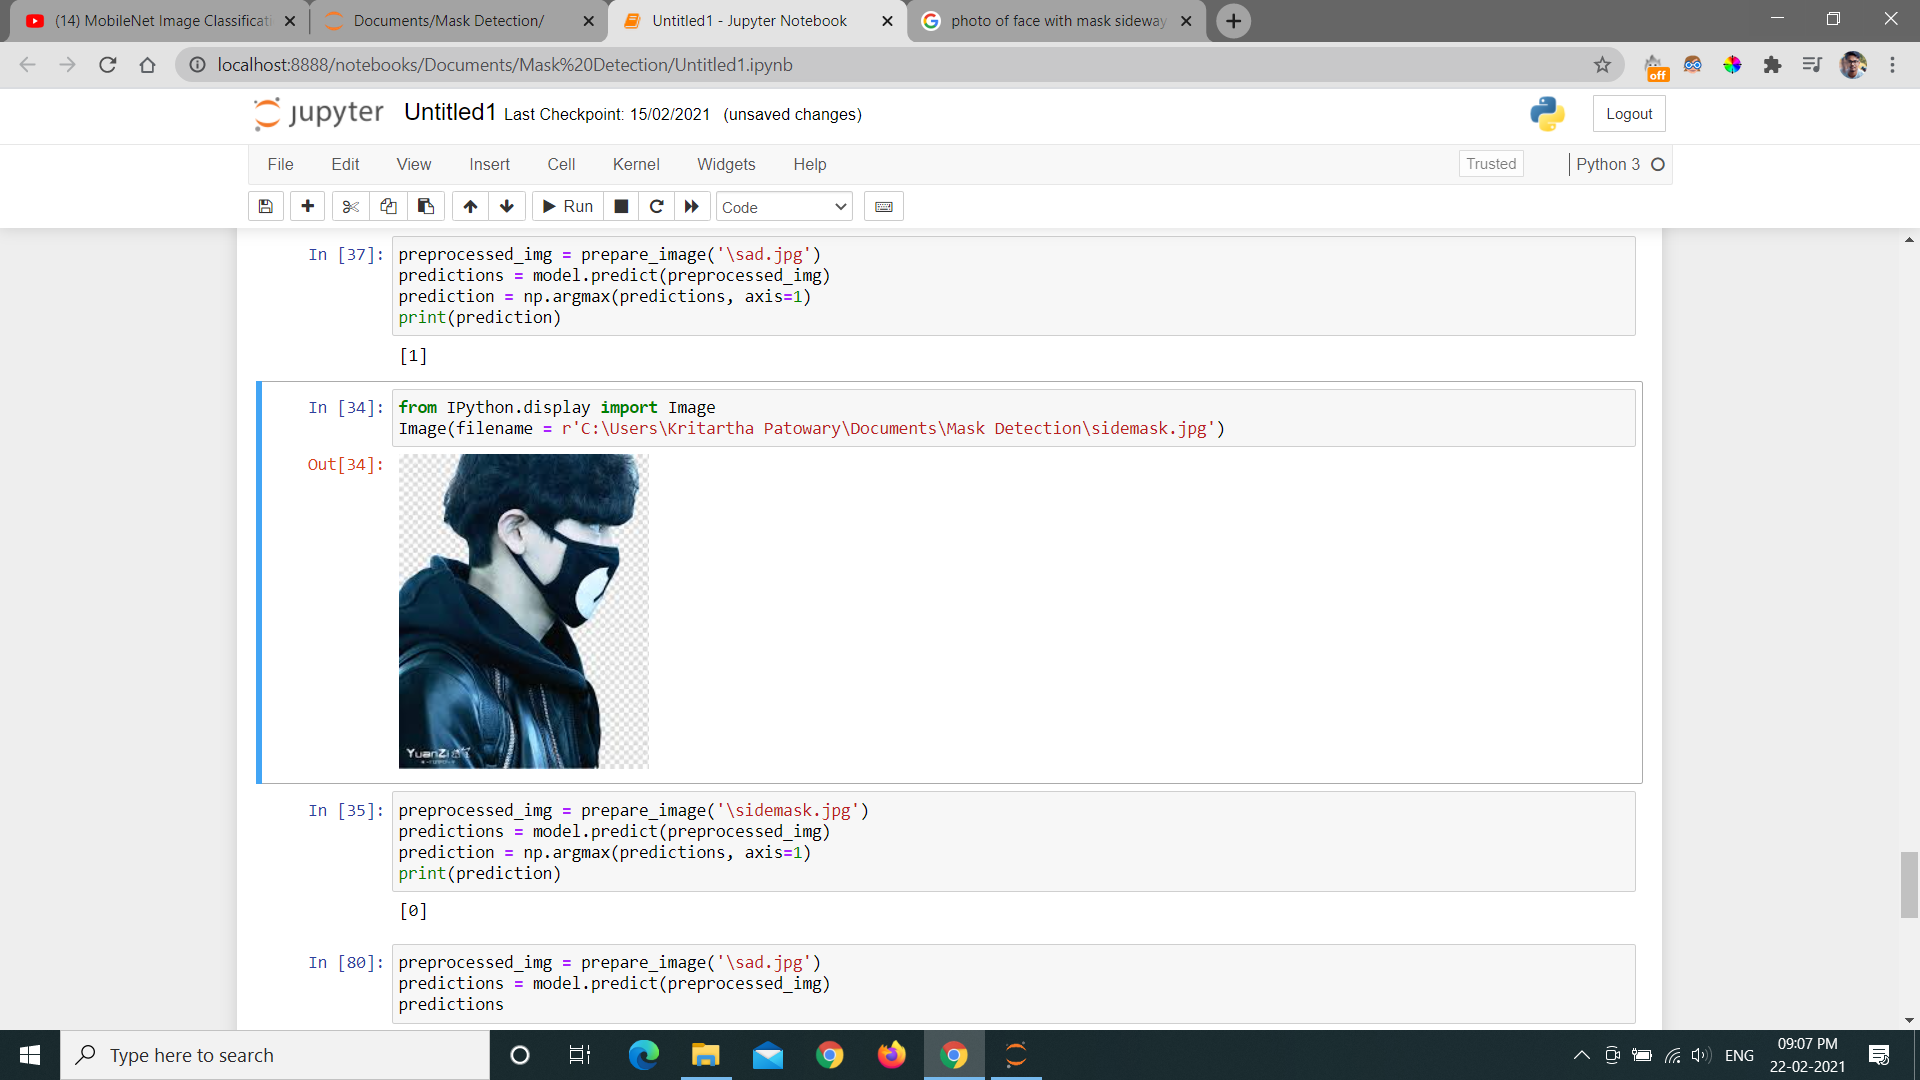 (14) MobileNet Image Classificati
Documents/Mask Detection/
Untitled1 - Jupyter Notebook
photo of face with mask sideway
localhost:8888/notebooks/Documents/Mask%20Detection/Untitled1.ipynb
off
jupyter Untitled1 Last Checkpoint: 15/02/2021 (unsaved changes)
Logout
File Edit View Insert Cell Kernel Widgets Help
Trusted
Python 3
Run
Code
In [37]: preprocessed_img = prepare_image('\sad.jpg')
predictions = model.predict(preprocessed_img)
prediction = np.argmax(predictions, axis=1)
print(prediction)
[1]
In [34]: from IPython.display import Image
Image(filename = r'C:\Users\Kritartha Patowary\Documents\Mask Detection\sidemask.jpg')
Out[34]:
YuanZi
In [35]: preprocessed_img = prepare_image('\sidemask.jpg')
predictions = model.predict(preprocessed_img)
prediction = np.argmax(predictions, axis=1)
print(prediction)
[0]
In [80]: preprocessed_img = prepare_image('\sad.jpg')
predictions = model.predict(preprocessed_img)
predictions
Type here to search
ENG
09:07 PM
22-02-2021